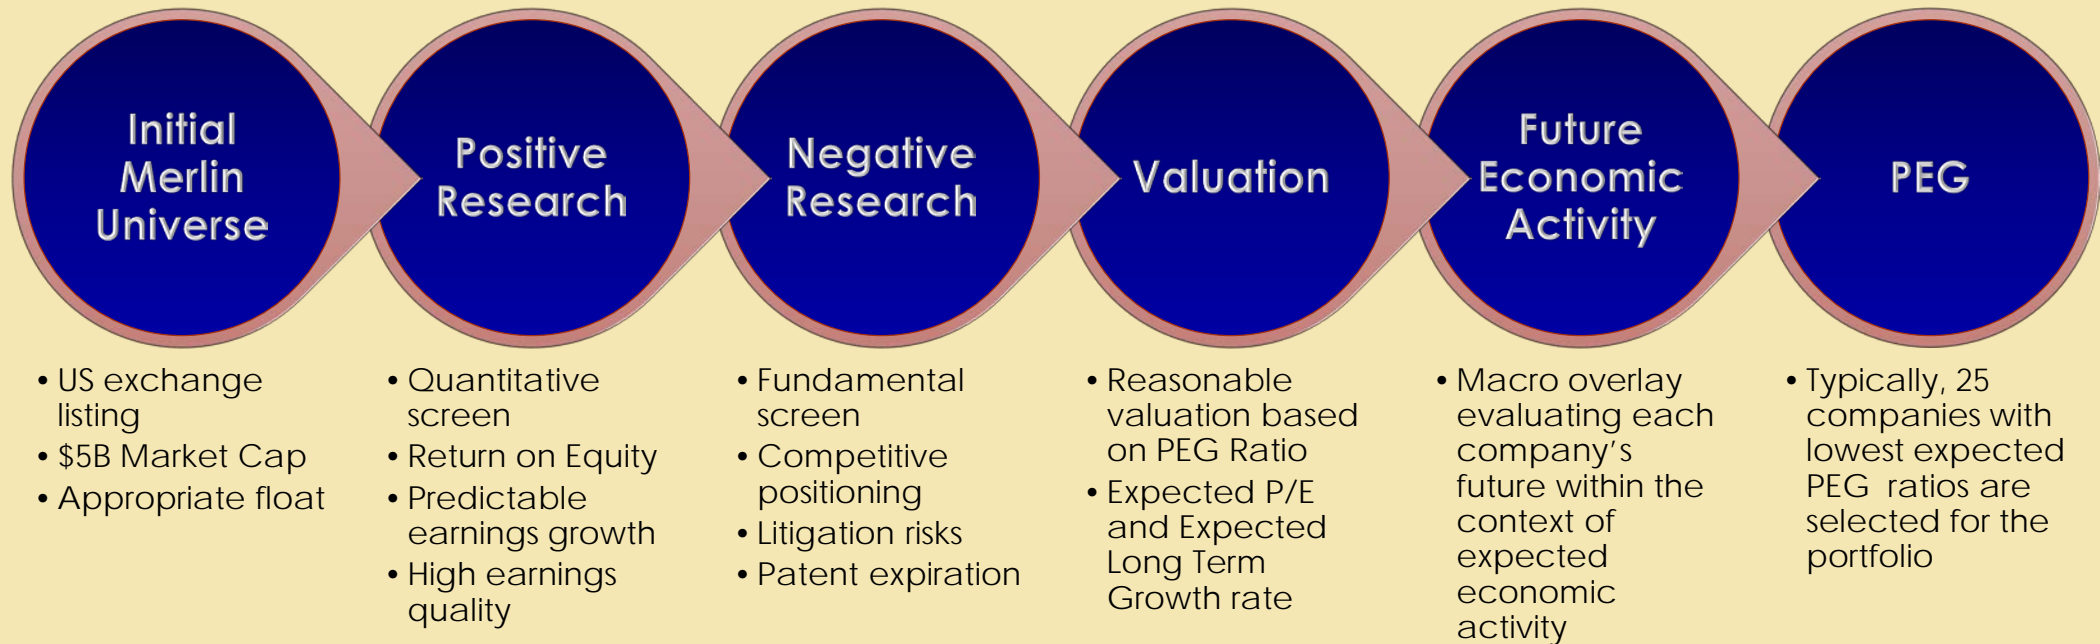 Initial
Merlin
Universe
• US exchange
listing
• $5B Market Cap
• Appropriate float
Positive
Research
• Quantitative
screen
• Return on Equity
• Predictable
earnings growth
• High earnings
quality
Negative
Research
• Fundamental
screen
• Competitive
positioning
• Litigation risks
• Patent expiration
Valuation
• Reasonable
valuation based
on PEG Ratio
• Expected P/E
and Expected
Long Term
Growth rate
Future
Economic
Activity
• Macro overlay
evaluating each
company's
future within the
context of
expected
economic
activity
PEG
• Typically, 25
companies with
lowest expected
PEG ratios are
selected for the
portfolio